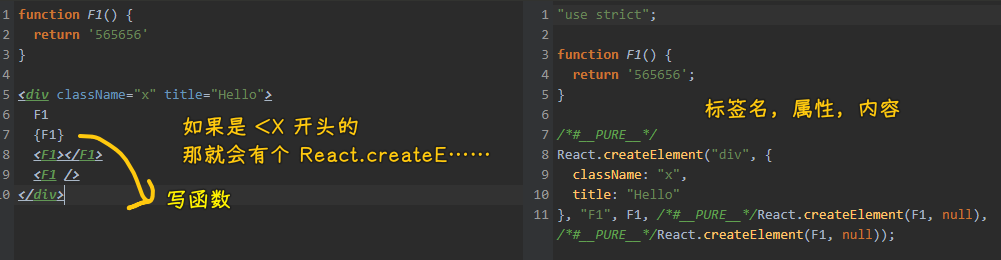 1 function F1() {
2   return '565656'
3 }
4
5 <div className="x" title="Hello">
6   F1
7   {F1}
8   <F1></F1>
9   <F1 />
10 </div>
如果是 <X 开头的
那就会有个 React.createE……
写函数
1 "use strict";
2
3 function F1() {
4   return '565656';
5 }
6
7 /*#__PURE__*/
8 React.createElement("div", {
9   className: "x",
10   title: "Hello"
11 }, "F1", F1, /*#__PURE__*/React.createElement(F1, null),
/*#__PURE__*/React.createElement(F1, null));
标签名，属性，内容